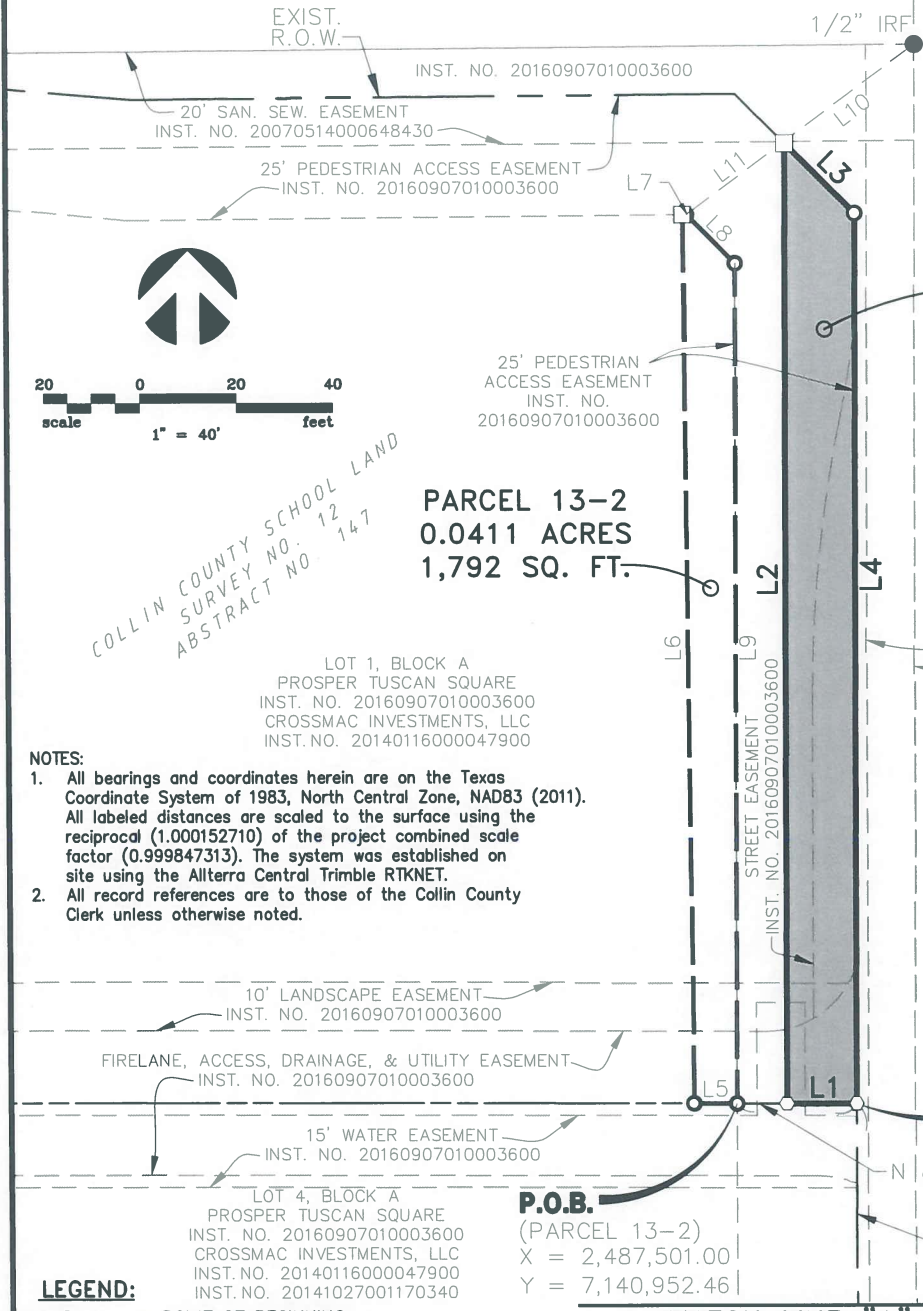 EXIST.
R.O.W.
1/2" IRF
INST. NO. 20160907010003600
20' SAN. SEW. EASEMENT
INST. NO. 20070514000648430
L10
25' PEDESTRIAN ACCESS EASEMENT
INST. NO. 20160907010003600
L11
L3
L7
L8
25' PEDESTRIAN
ACCESS EASEMENT
INST. NO.
20160907010003600
20 0 20 40
scale feet
1" = 40'
COLLIN COUNTY SCHOOL LAND
SURVEY NO. 12
ABSTRACT NO. 147
PARCEL 13-2
0.0411 ACRES
1,792 SQ. FT.
L2
L4
L6
L9
LOT 1, BLOCK A
PROSPER TUSCAN SQUARE
INST. NO. 20160907010003600
CROSSMAC INVESTMENTS, LLC
INST. NO. 20140116000047900
STREET EASEMENT
INST. NO. 20160907010003600
NOTES:
1. All bearings and coordinates herein are on the Texas
Coordinate System of 1983, North Central Zone, NAD83 (2011).
All labeled distances are scaled to the surface using the
reciprocal (1.000152710) of the project combined scale
factor (0.999847313). The system was established on
site using the Allterra Central Trimble RTKNET.
2. All record references are to those of the Collin County
Clerk unless otherwise noted.
10' LANDSCAPE EASEMENT
INST. NO. 20160907010003600
FIRELANE, ACCESS, DRAINAGE, & UTILITY EASEMENT
INST. NO. 20160907010003600
L5
L1
15' WATER EASEMENT
INST. NO. 20160907010003600
N
LOT 4, BLOCK A
PROSPER TUSCAN SQUARE
INST. NO. 20160907010003600
CROSSMAC INVESTMENTS, LLC
INST. NO. 20140116000047900
INST. NO. 20141027001170340
P.O.B.
(PARCEL 13-2)
X = 2,487,501.00
Y = 7,140,952.46
LEGEND: